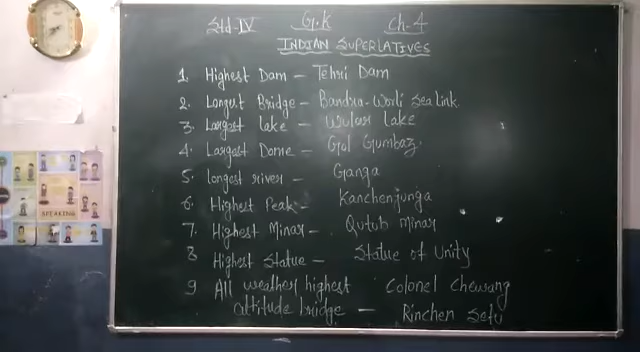 Std-IV G.K Ch-4
INDIAN SUPERLATIVES
1. Highest Dam – Tehri Dam
2. Longest Bridge – Bandra-Worli Sea link
3. Largest lake – Wular lake
4. Largest Dome – Gol Gumbaz
5. longest river – Ganga
6. Highest Peak – Kanchenjunga
7. Highest Minar – Qutub Minar
8 Highest Statue – Statue of Unity
9 All weather highest Colonel Chewang
attitude bridge – Rinchen Setu
SPEAKING